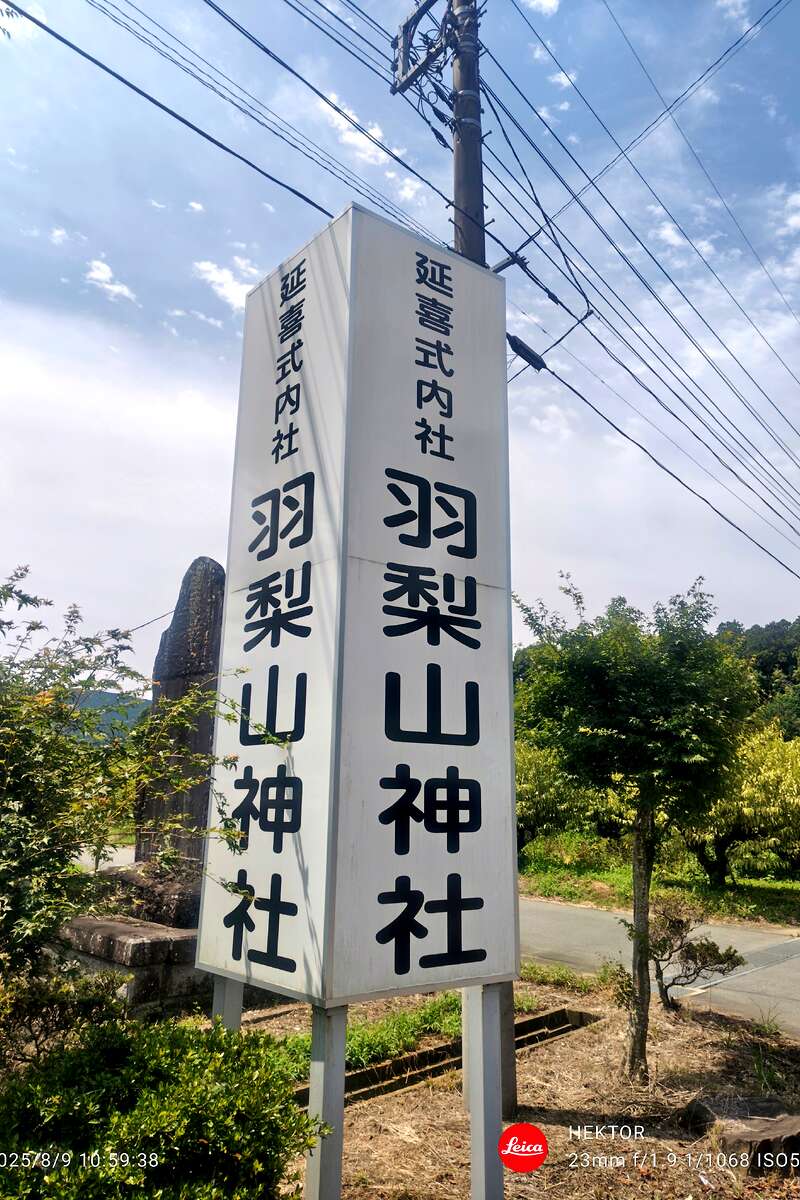 延喜式内社
羽梨山神社
延喜式内社
羽梨山神社
025/8/9 10:59:38
Leica
HEKTOR
23mm f/1.9 1/1068 ISO5